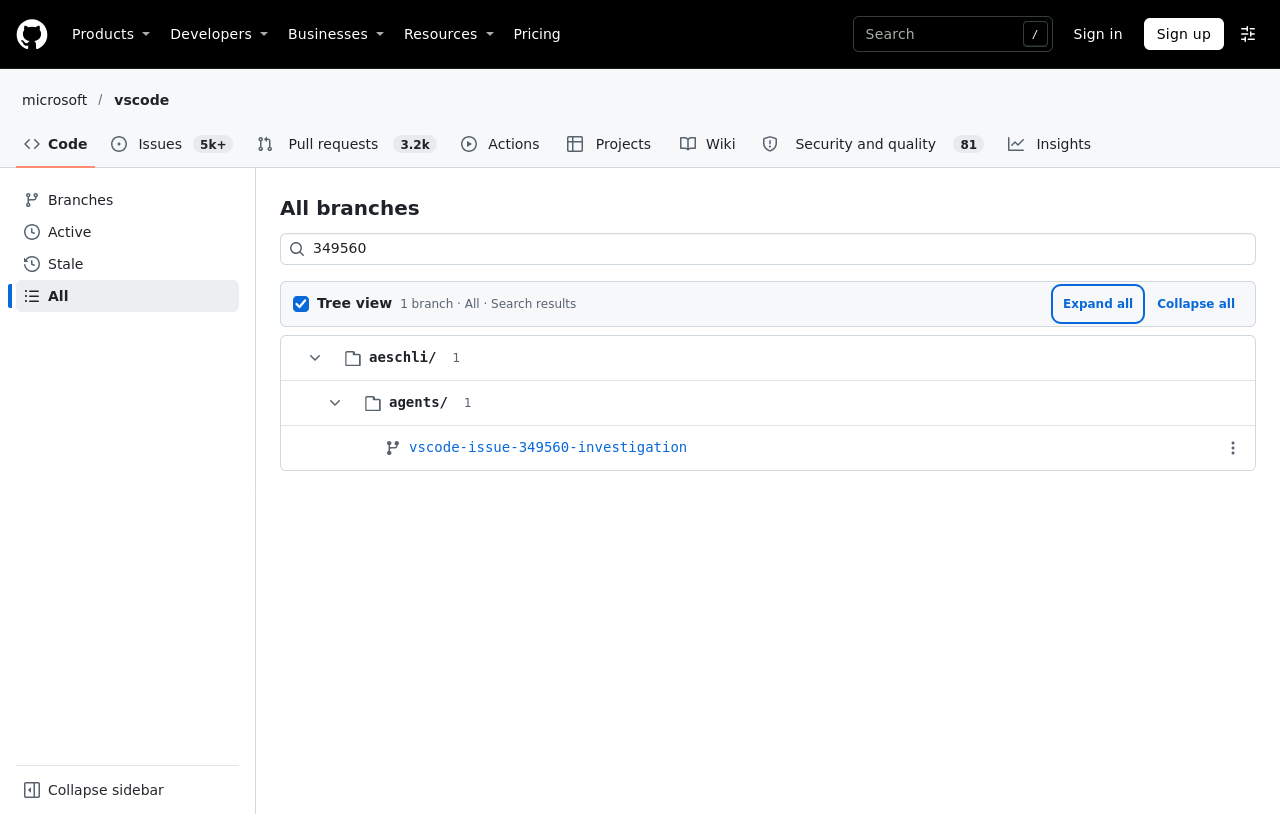 Products Developers Businesses Resources Pricing Search / Sign in Sign up
microsoft / vscode
Code Issues 5k+ Pull requests 3.2k Actions Projects Wiki Security and quality 81 Insights
Branches
Active
Stale
All
All branches
349560
Tree view 1 branch · All · Search results Expand all Collapse all
aeschli/ 1
agents/ 1
vscode-issue-349560-investigation
Collapse sidebar